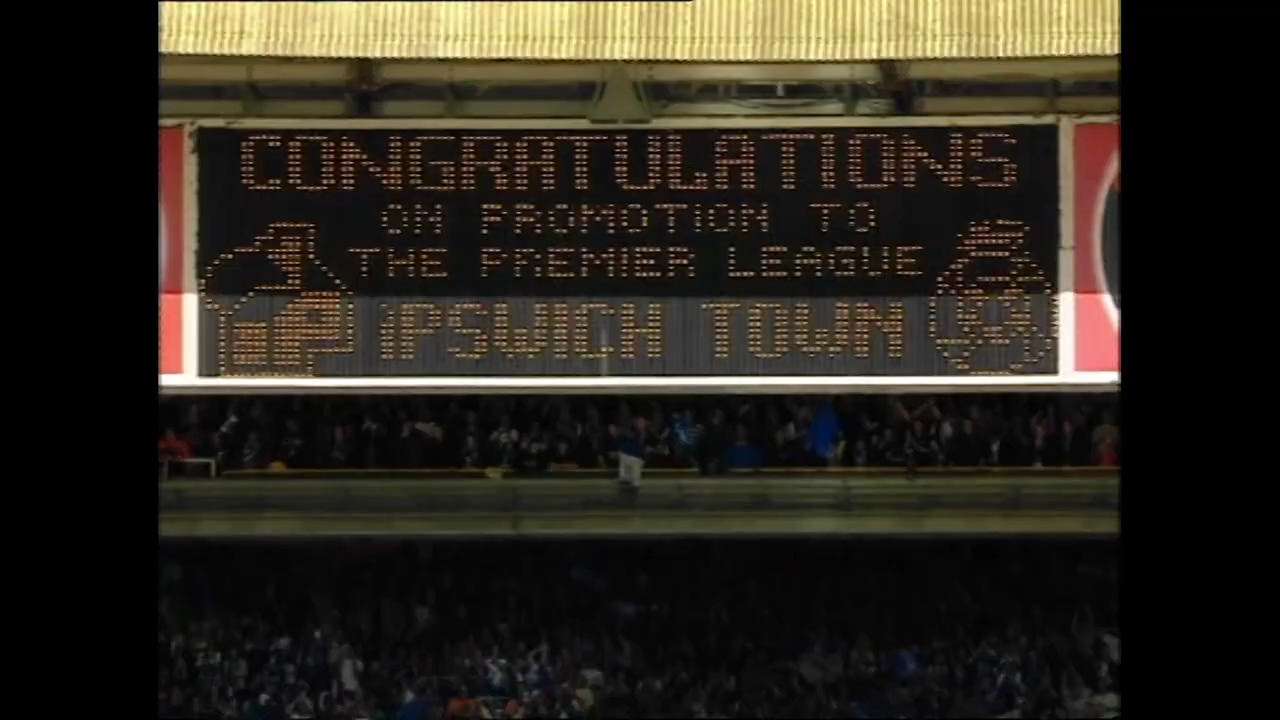 CONGRATULATIONS
ON PROMOTION TO
THE PREMIER LEAGUE
IPSWICH TOWN